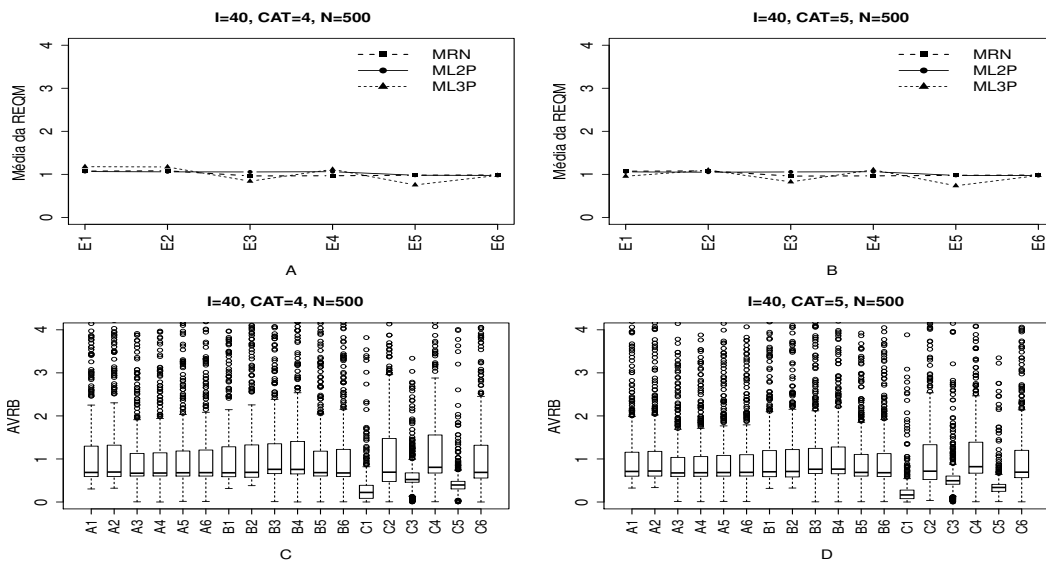 I=40, CAT=4, N=500
Média da REQM
4
3
2
1
0
MRN
ML2P
ML3P
E1 E2 E3 E4 E5 E6
A
I=40, CAT=5, N=500
Média da REQM
4
3
2
1
0
MRN
ML2P
ML3P
E1 E2 E3 E4 E5 E6
B
I=40, CAT=4, N=500
AVRB
4
3
2
1
0
A1 A2 A3 A4 A5 A6 B1 B2 B3 B4 B5 B6 C1 C2 C3 C4 C5 C6
C
I=40, CAT=5, N=500
AVRB
4
3
2
1
0
A1 A2 A3 A4 A5 A6 B1 B2 B3 B4 B5 B6 C1 C2 C3 C4 C5 C6
D